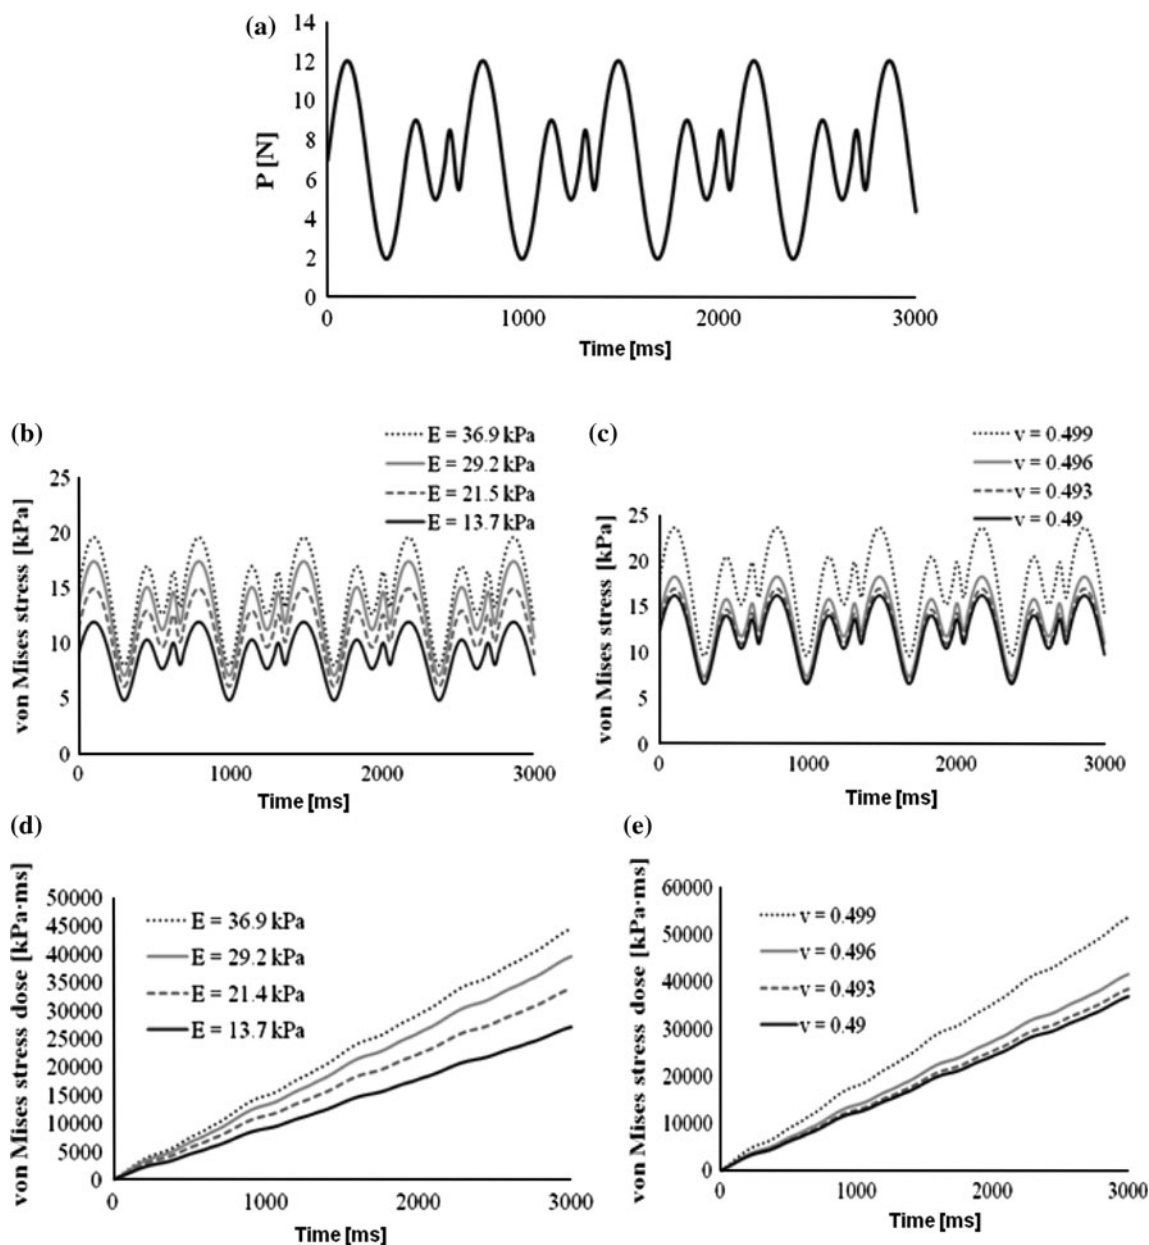 (a)
14
12
10
8
6
4
2
0
P [N]
0 1000 2000 3000
Time [ms]
(b)
E = 36.9 kPa
E = 29.2 kPa
E = 21.5 kPa
E = 13.7 kPa
25
20
15
10
5
0
von Mises stress [kPa]
0 1000 2000 3000
Time [ms]
(c)
v = 0.499
v = 0.496
v = 0.493
v = 0.49
25
20
15
10
5
0
von Mises stress [kPa]
0 1000 2000 3000
Time [ms]
(d)
50000
45000
40000
35000
30000
25000
20000
15000
10000
5000
0
von Mises stress dose [kPa·ms]
E = 36.9 kPa
E = 29.2 kPa
E = 21.4 kPa
E = 13.7 kPa
0 1000 2000 3000
Time [ms]
(e)
60000
50000
40000
30000
20000
10000
0
von Mises stress dose [kPa·ms]
v = 0.499
v = 0.496
v = 0.493
v = 0.49
0 1000 2000 3000
Time [ms]